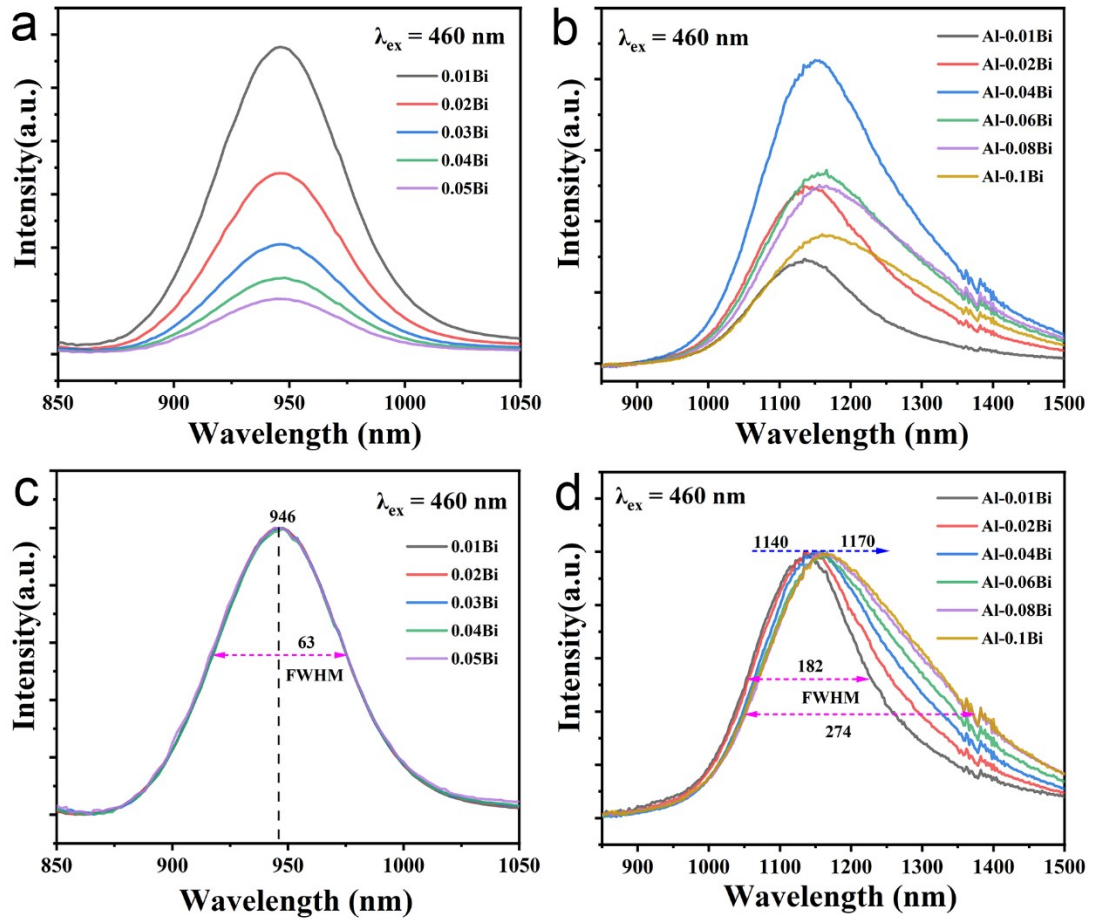 a
λex = 460 nm
0.01Bi
0.02Bi
0.03Bi
0.04Bi
0.05Bi
Intensity(a.u.)
850 900 950 1000 1050
Wavelength (nm)
b
λex = 460 nm
Al-0.01Bi
Al-0.02Bi
Al-0.04Bi
Al-0.06Bi
Al-0.08Bi
Al-0.1Bi
Intensity(a.u.)
900 1000 1100 1200 1300 1400 1500
Wavelength (nm)
c
λex = 460 nm
946
0.01Bi
0.02Bi
0.03Bi
0.04Bi
0.05Bi
63
FWHM
Intensity(a.u.)
850 900 950 1000 1050
Wavelength (nm)
d
λex = 460 nm
Al-0.01Bi
Al-0.02Bi
Al-0.04Bi
Al-0.06Bi
Al-0.08Bi
Al-0.1Bi
1140 1170
182
FWHM
274
Intensity(a.u.)
900 1000 1100 1200 1300 1400 1500
Wavelength (nm)